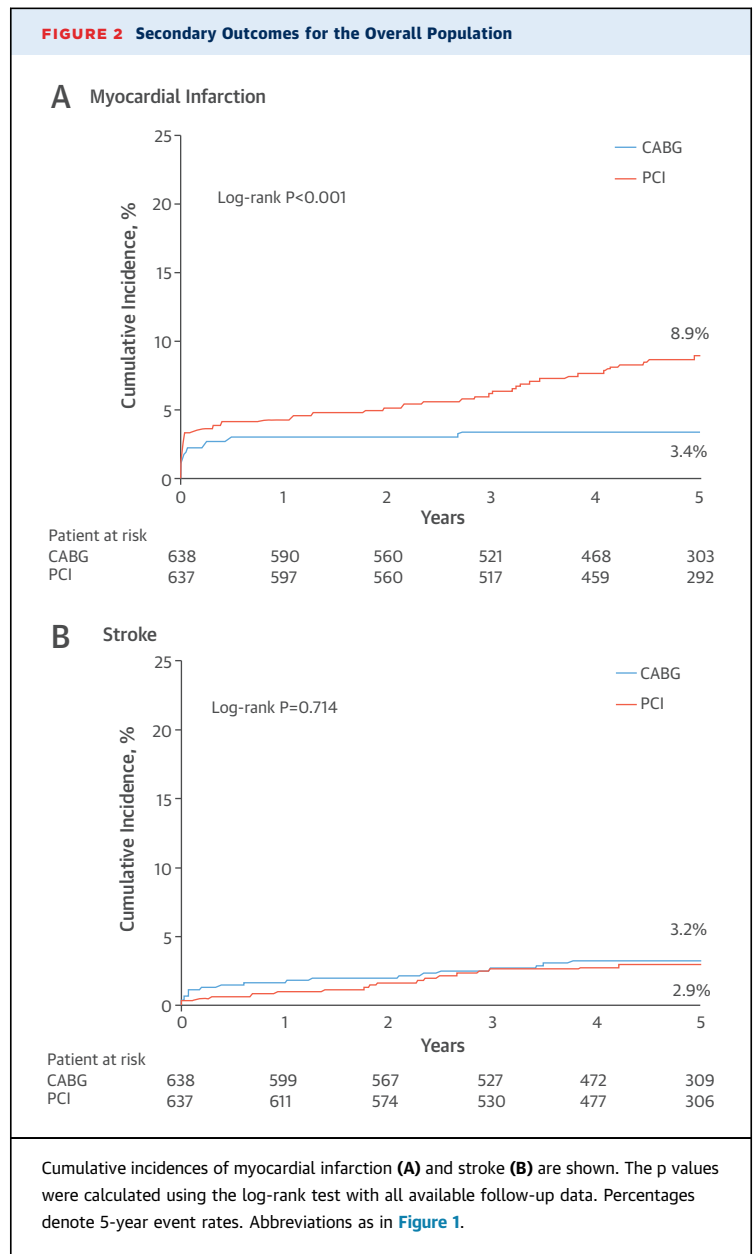 FIGURE 2 Secondary Outcomes for the Overall Population
A Myocardial Infarction
25
20
15
10
5
0
Cumulative Incidence, %
Log-rank P<0.001
CABG
PCI
8.9%
3.4%
0 1 2 3 4 5
Years
Patient at risk
CABG 638 590 560 521 468 303
PCI 637 597 560 517 459 292
B Stroke
25
20
15
10
5
0
Cumulative Incidence, %
Log-rank P=0.714
CABG
PCI
3.2%
2.9%
0 1 2 3 4 5
Years
Patient at risk
CABG 638 599 567 527 472 309
PCI 637 611 574 530 477 306
Cumulative incidences of myocardial infarction (A) and stroke (B) are shown. The p values
were calculated using the log-rank test with all available follow-up data. Percentages
denote 5-year event rates. Abbreviations as in Figure 1.